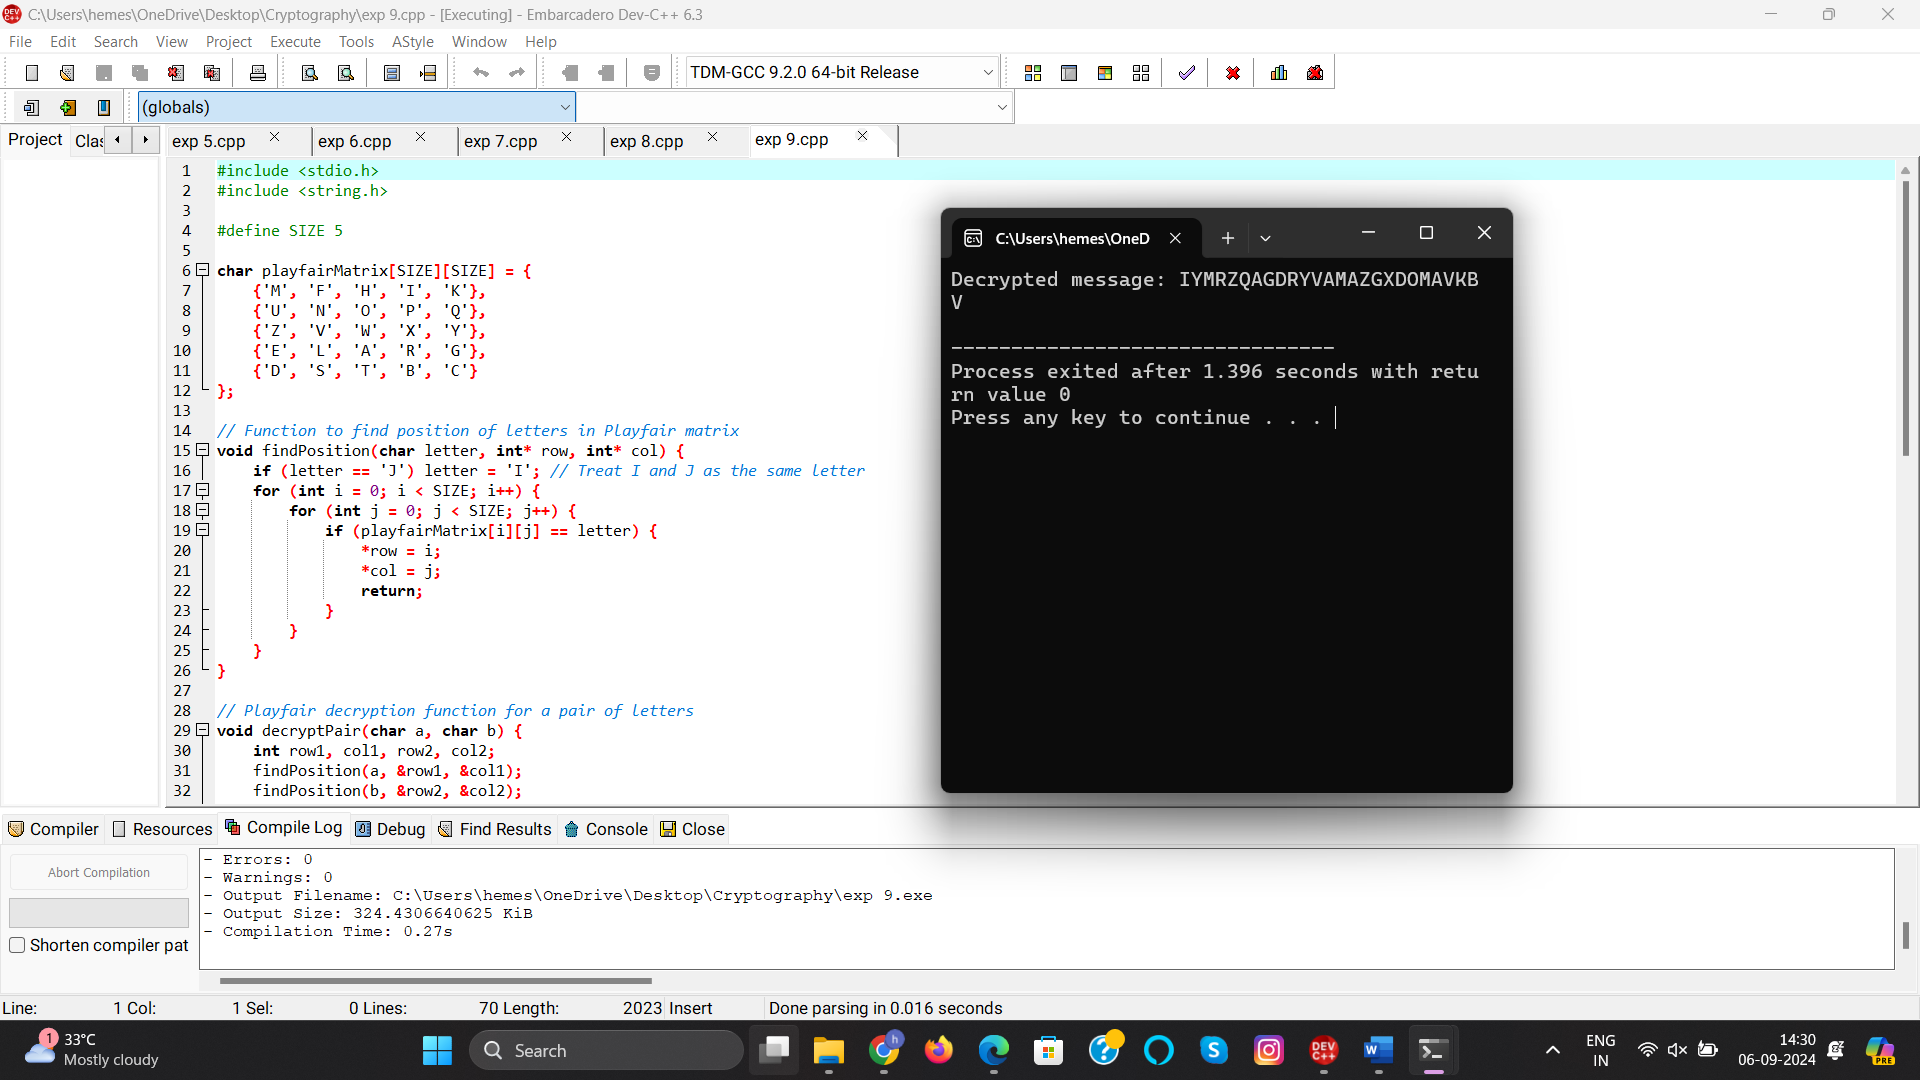 C:\Users\hemes\OneDrive\Desktop\Cryptography\exp 9.cpp - [Executing] - Embarcadero Dev-C++ 6.3
File Edit Search View Project Execute Tools AStyle Window Help
TDM-GCC 9.2.0 64-bit Release
(globals)
Project Clas exp 5.cpp exp 6.cpp exp 7.cpp exp 8.cpp exp 9.cpp
1 #include <stdio.h>
2 #include <string.h>
3
4 #define SIZE 5
5
6 char playfairMatrix[SIZE][SIZE] = {
7 {'M', 'F', 'H', 'I', 'K'},
8 {'U', 'N', 'O', 'P', 'Q'},
9 {'Z', 'V', 'W', 'X', 'Y'},
10 {'E', 'L', 'A', 'R', 'G'},
11 {'D', 'S', 'T', 'B', 'C'}
12 };
13
14 // Function to find position of letters in Playfair matrix
15 void findPosition(char letter, int* row, int* col) {
16 if (letter == 'J') letter = 'I'; // Treat I and J as the same letter
17 for (int i = 0; i < SIZE; i++) {
18 for (int j = 0; j < SIZE; j++) {
19 if (playfairMatrix[i][j] == letter) {
20 *row = i;
21 *col = j;
22 return;
23 }
24 }
25 }
26 }
27
28 // Playfair decryption function for a pair of letters
29 void decryptPair(char a, char b) {
30 int row1, col1, row2, col2;
31 findPosition(a, &row1, &col1);
32 findPosition(b, &row2, &col2);
C:\Users\hemes\OneD
Decrypted message: IYMRZQAGDRYVAMAZGXDOMAVKB
V
--------------------------------
Process exited after 1.396 seconds with retu
rn value 0
Press any key to continue . . .
Compiler Resources Compile Log Debug Find Results Console Close
Abort Compilation
Shorten compiler pat
- Errors: 0
- Warnings: 0
- Output Filename: C:\Users\hemes\OneDrive\Desktop\Cryptography\exp 9.exe
- Output Size: 324.4306640625 KiB
- Compilation Time: 0.27s
Line: 1 Col: 1 Sel: 0 Lines: 70 Length: 2023 Insert Done parsing in 0.016 seconds
1
33°C
Mostly cloudy
Search
h
DEV C++
W
PRE
ENG
IN
14:30
06-09-2024